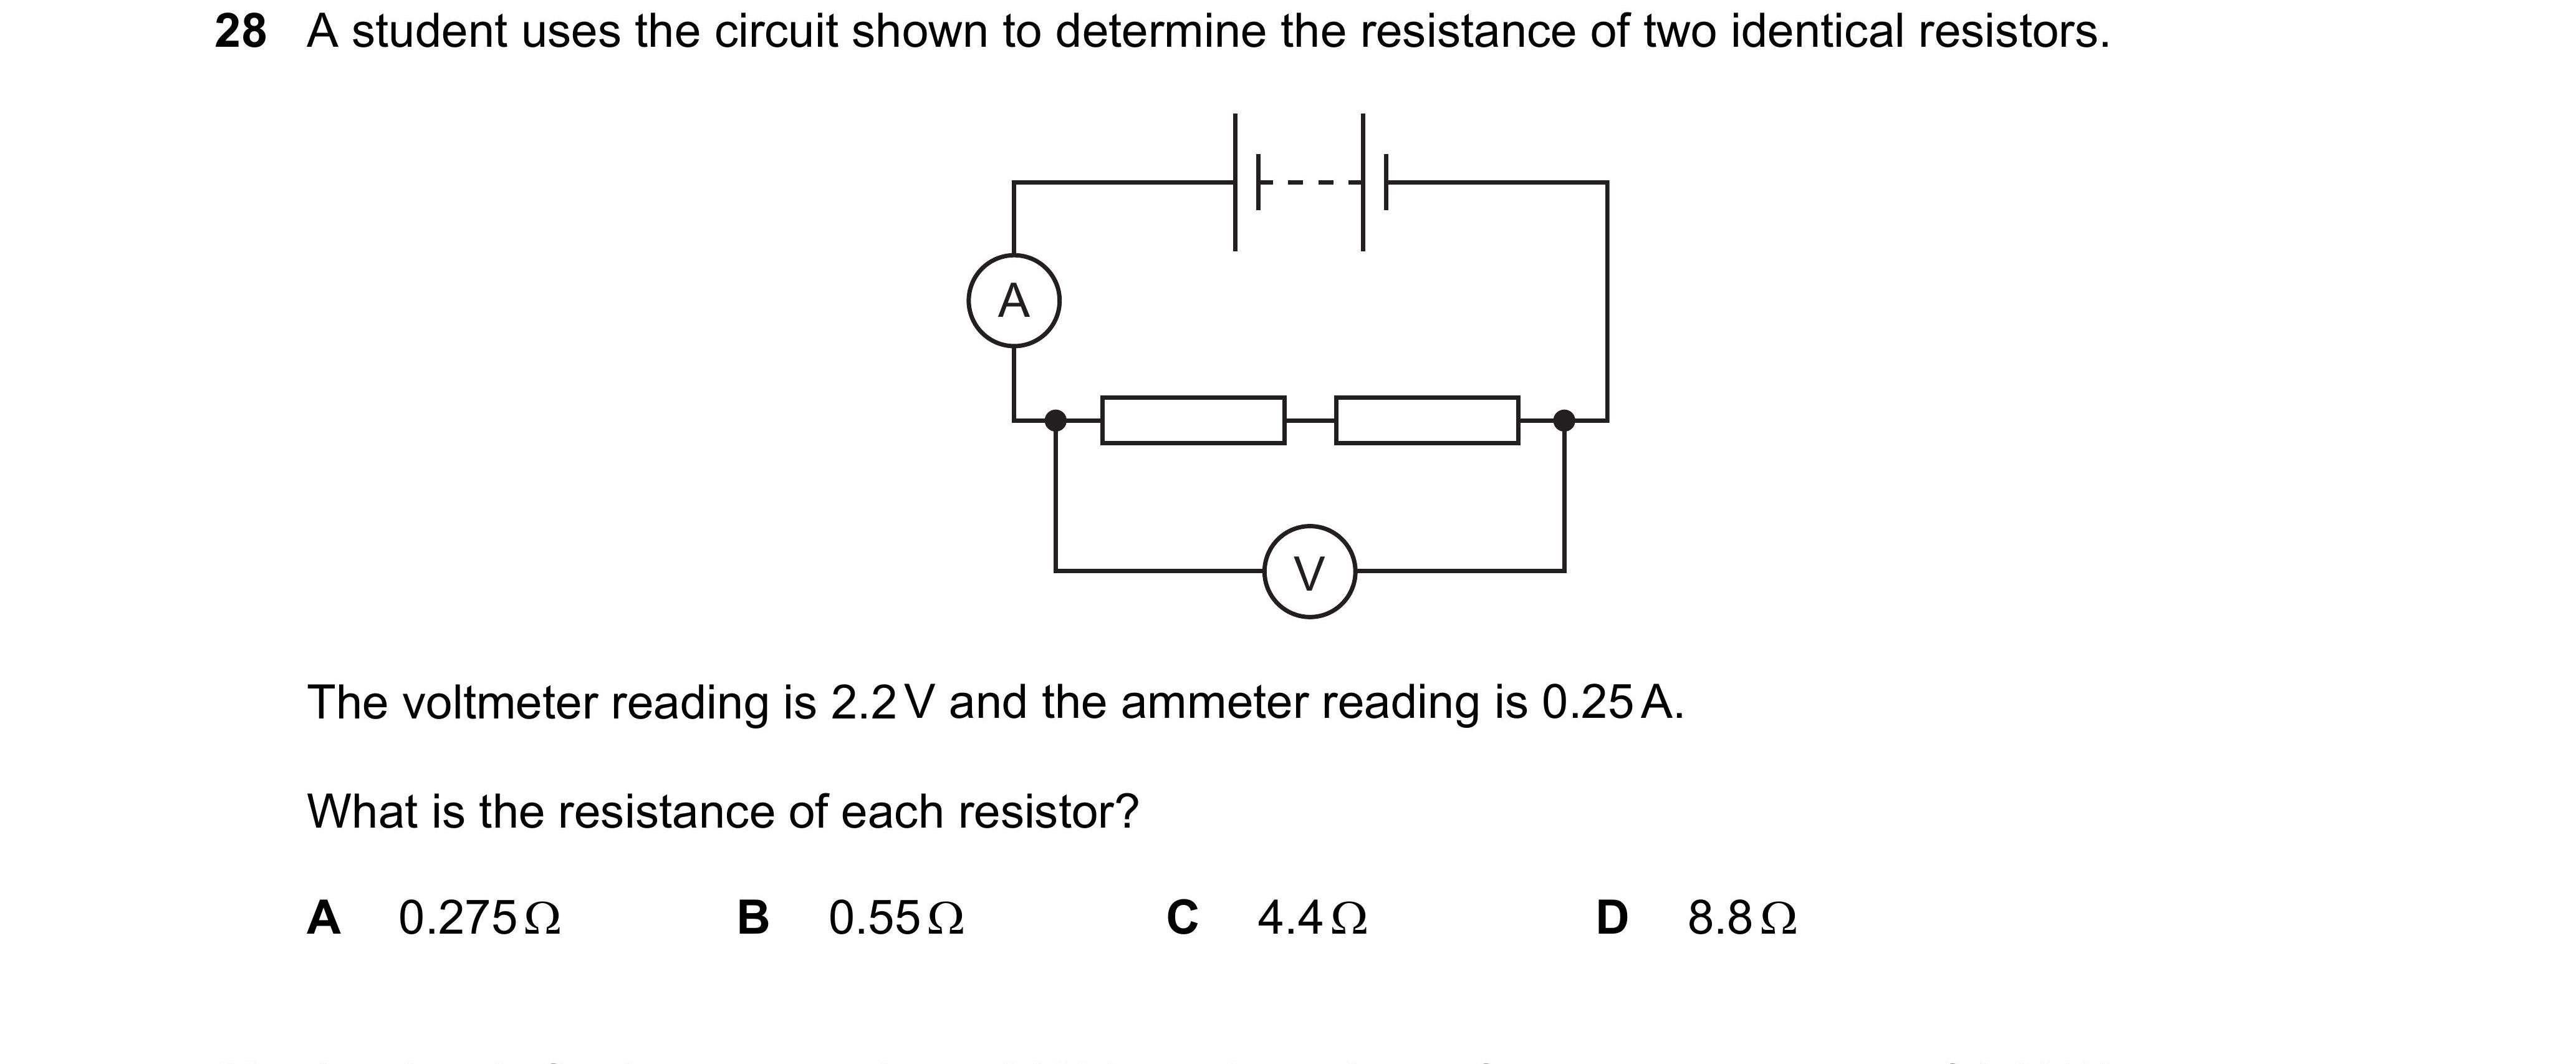 28 A student uses the circuit shown to determine the resistance of two identical resistors.
A
V
The voltmeter reading is 2.2 V and the ammeter reading is 0.25 A.
What is the resistance of each resistor?
A 0.275 Ω B 0.55 Ω C 4.4 Ω D 8.8 Ω